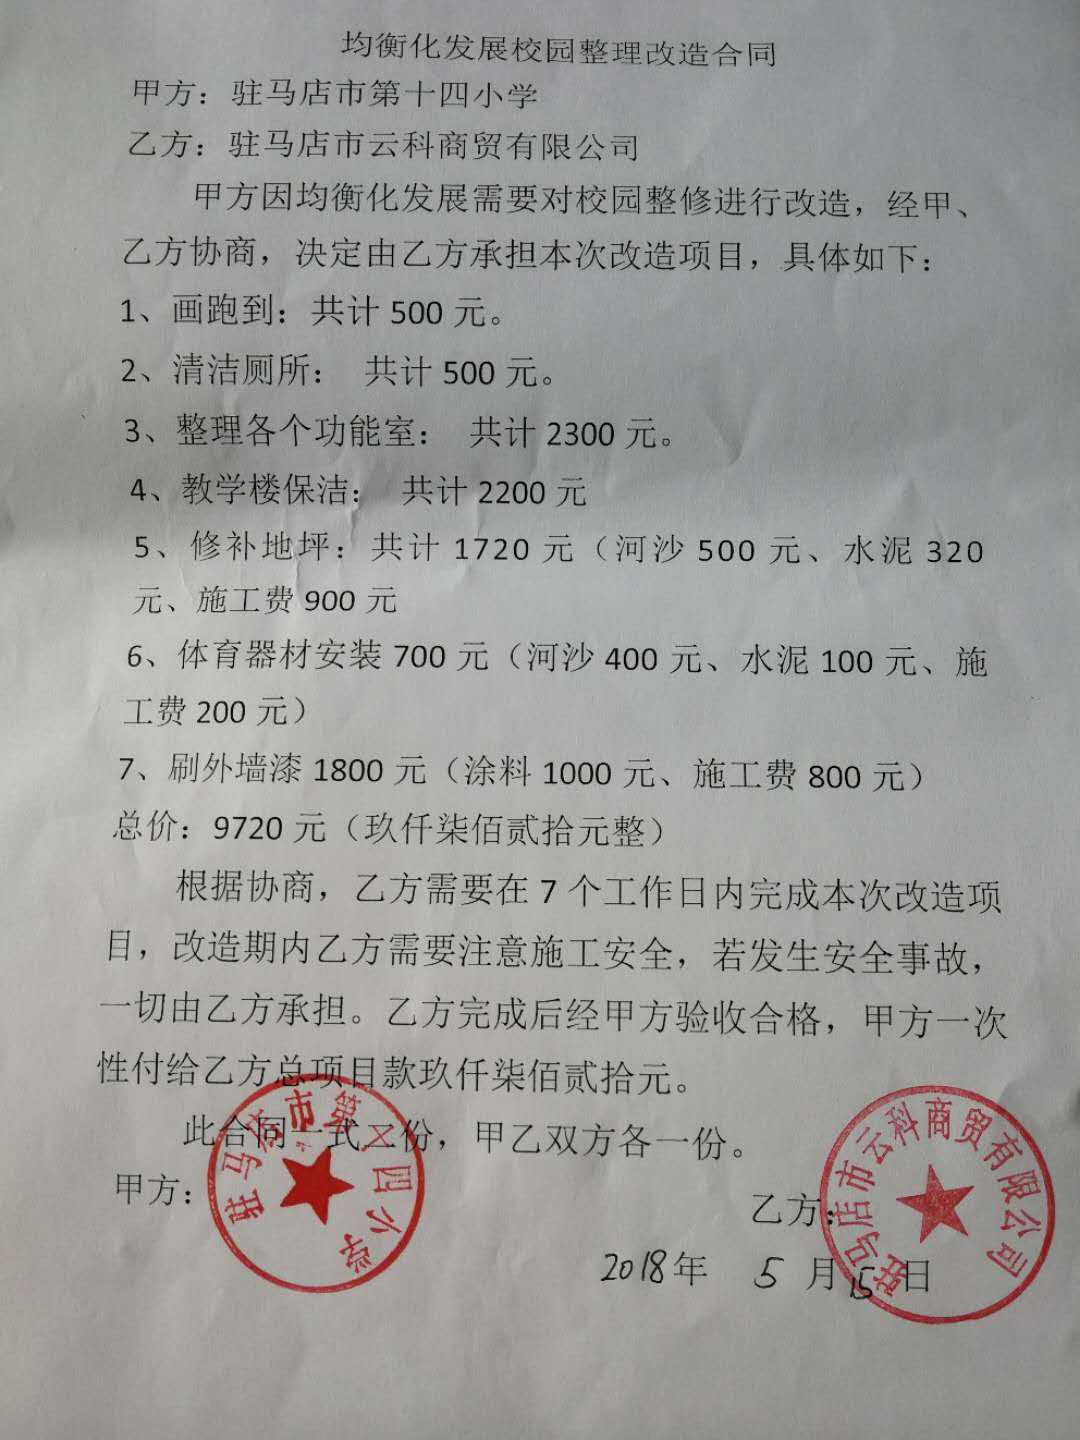 均衡化发展校园整理改造合同
甲方：驻马店市第十四小学
乙方：驻马店市云科商贸有限公司
甲方因均衡化发展需要对校园整修进行改造，经甲、
乙方协商，决定由乙方承担本次改造项目，具体如下：
1、画跑到：共计 500 元。
2、清洁厕所： 共计 500 元。
3、整理各个功能室： 共计 2300 元。
4、教学楼保洁： 共计 2200 元
5、修补地坪：共计 1720 元（河沙 500 元、水泥 320
元、施工费 900 元
6、体育器材安装 700 元（河沙 400 元、水泥 100 元、施
工费 200 元）
7、刷外墙漆 1800 元（涂料 1000 元、施工费 800 元）
总价：9720 元（玖仟柒佰贰拾元整）
根据协商，乙方需要在 7 个工作日内完成本次改造项
目，改造期内乙方需要注意施工安全，若发生安全事故，
一切由乙方承担。乙方完成后经甲方验收合格，甲方一次
性付给乙方总项目款玖仟柒佰贰拾元。
此合同一式二份，甲乙双方各一份。
甲方：
驻马店市第十四小学
乙方：
驻马店市云科商贸有限公司
2018年 5 月 15 日